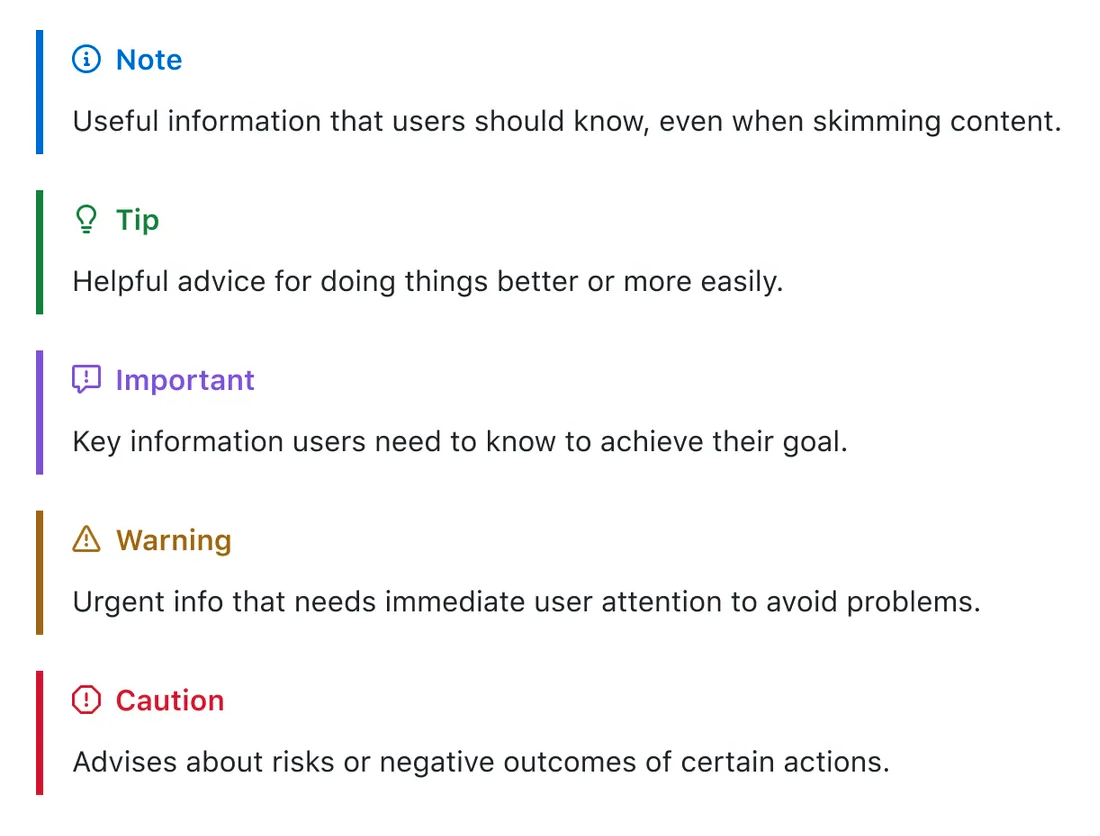 Note
Useful information that users should know, even when skimming content.
Tip
Helpful advice for doing things better or more easily.
Important
Key information users need to know to achieve their goal.
Warning
Urgent info that needs immediate user attention to avoid problems.
Caution
Advises about risks or negative outcomes of certain actions.